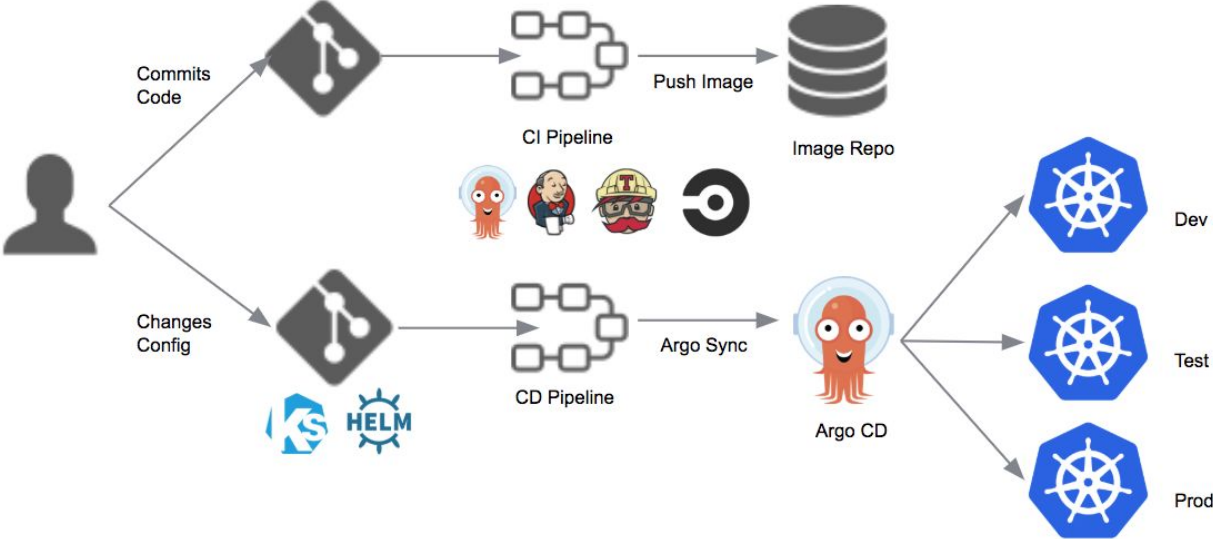 Commits
Code
Push Image
CI Pipeline
Image Repo
T
Dev
Changes
Config
Argo Sync
Test
CD Pipeline
Ks
HELM
Argo CD
Prod